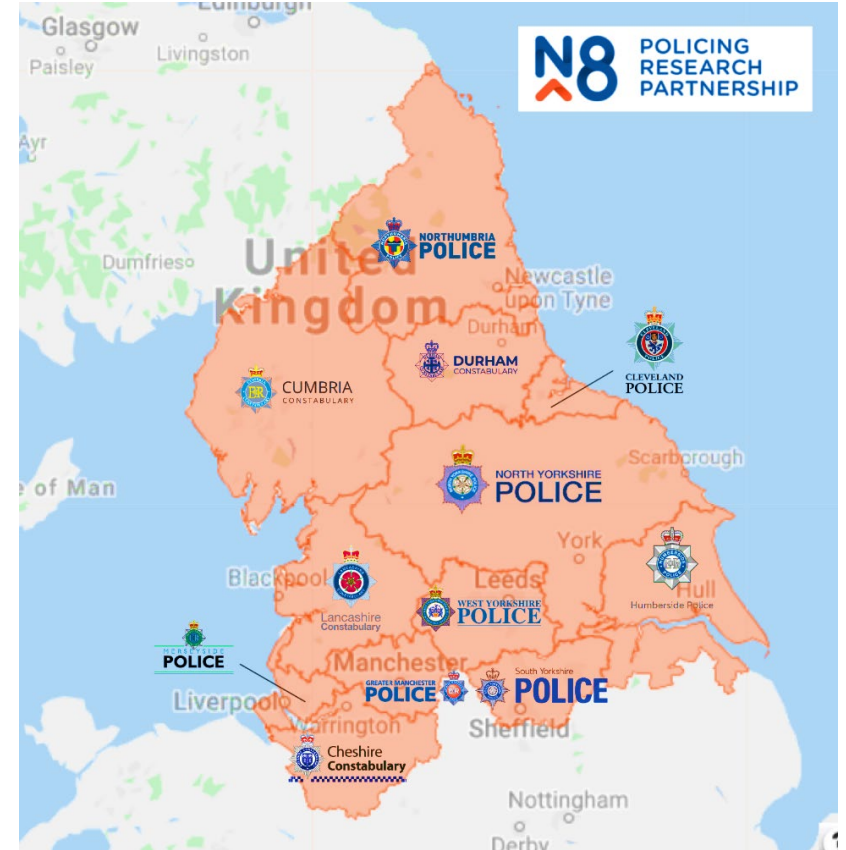 Glasgow
Edinburgh
Livingston
Paisley
N8
POLICING
RESEARCH
PARTNERSHIP
Ayr
NORTHUMBRIA
POLICE
Dumfries
United
Kingdom
Newcastle
upon Tyne
Durham
DURHAM
CONSTABULARY
CLEVELAND
POLICE
CUMBRIA
CONSTABULARY
Scarborough
NORTH YORKSHIRE
POLICE
e of Man
York
Blackpool
Leeds
Hull
Humberside Police
Lancashire
Constabulary
WEST YORKSHIRE
POLICE
MERSEYSIDE
POLICE
Manchester
GREATER MANCHESTER
POLICE
South Yorkshire
POLICE
Liverpool
Warrington
Sheffield
Cheshire
Constabulary
Nottingham
Derby